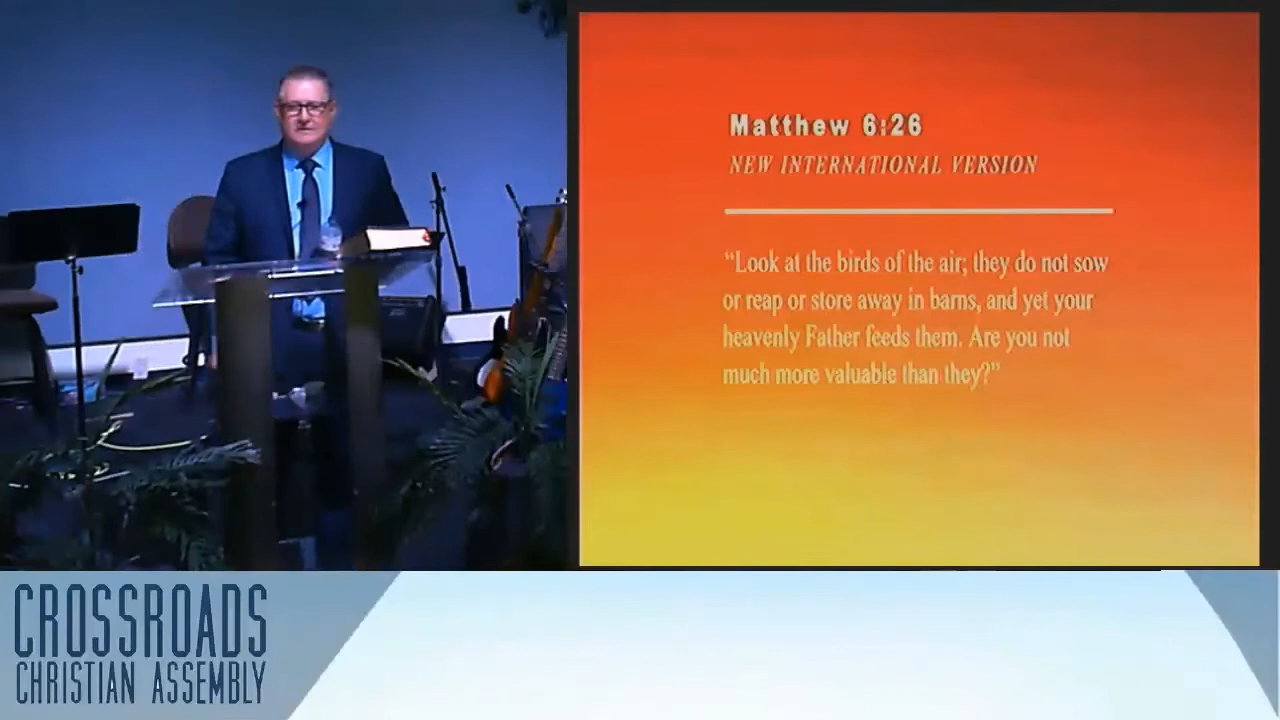 Matthew 6:26
NEW INTERNATIONAL VERSION
“Look at the birds of the air; they do not sow
or reap or store away in barns, and yet your
heavenly Father feeds them. Are you not
much more valuable than they?”
CROSSROADS
CHRISTIAN ASSEMBLY